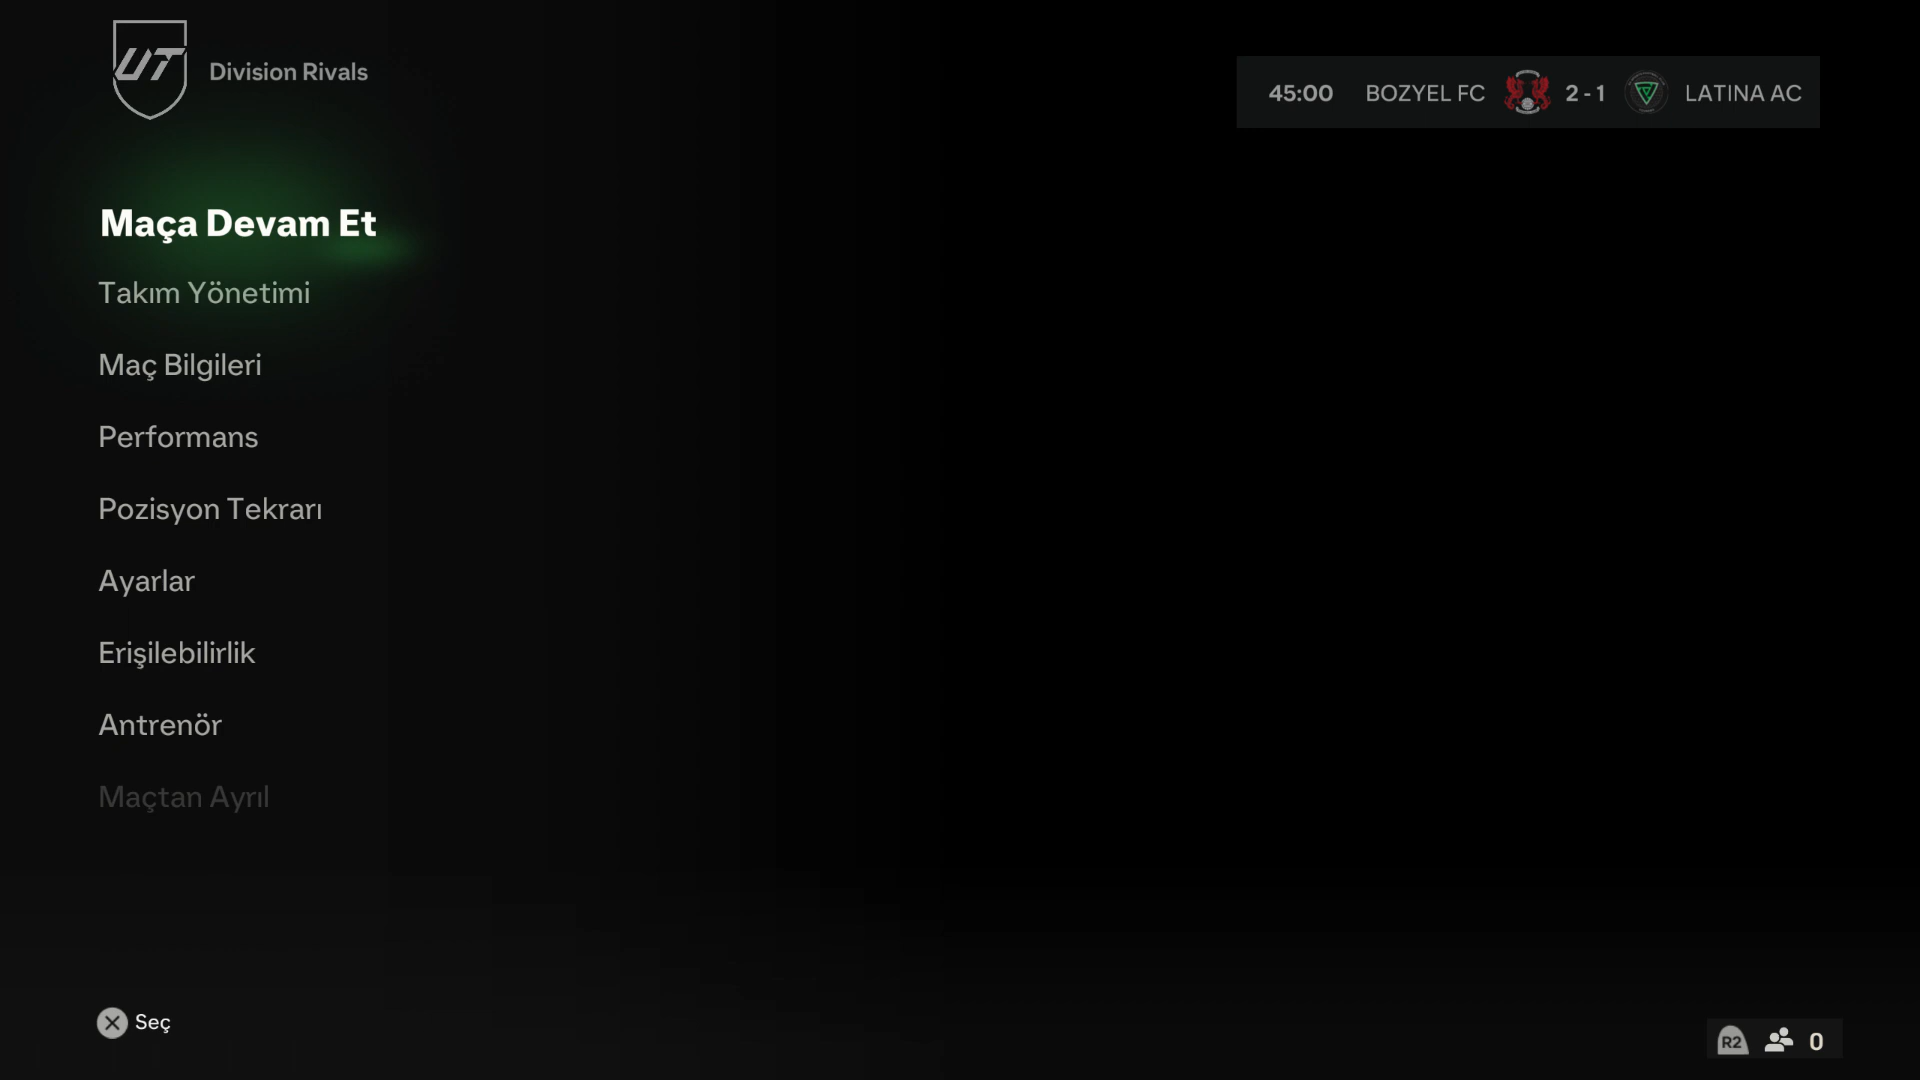 UT
Division Rivals
45:00 BOZYEL FC 2 - 1 LATINA AC
Maça Devam Et
Takım Yönetimi
Maç Bilgileri
Performans
Pozisyon Tekrarı
Ayarlar
Erişilebilirlik
Antrenör
Maçtan Ayrıl
Seç
R2 0